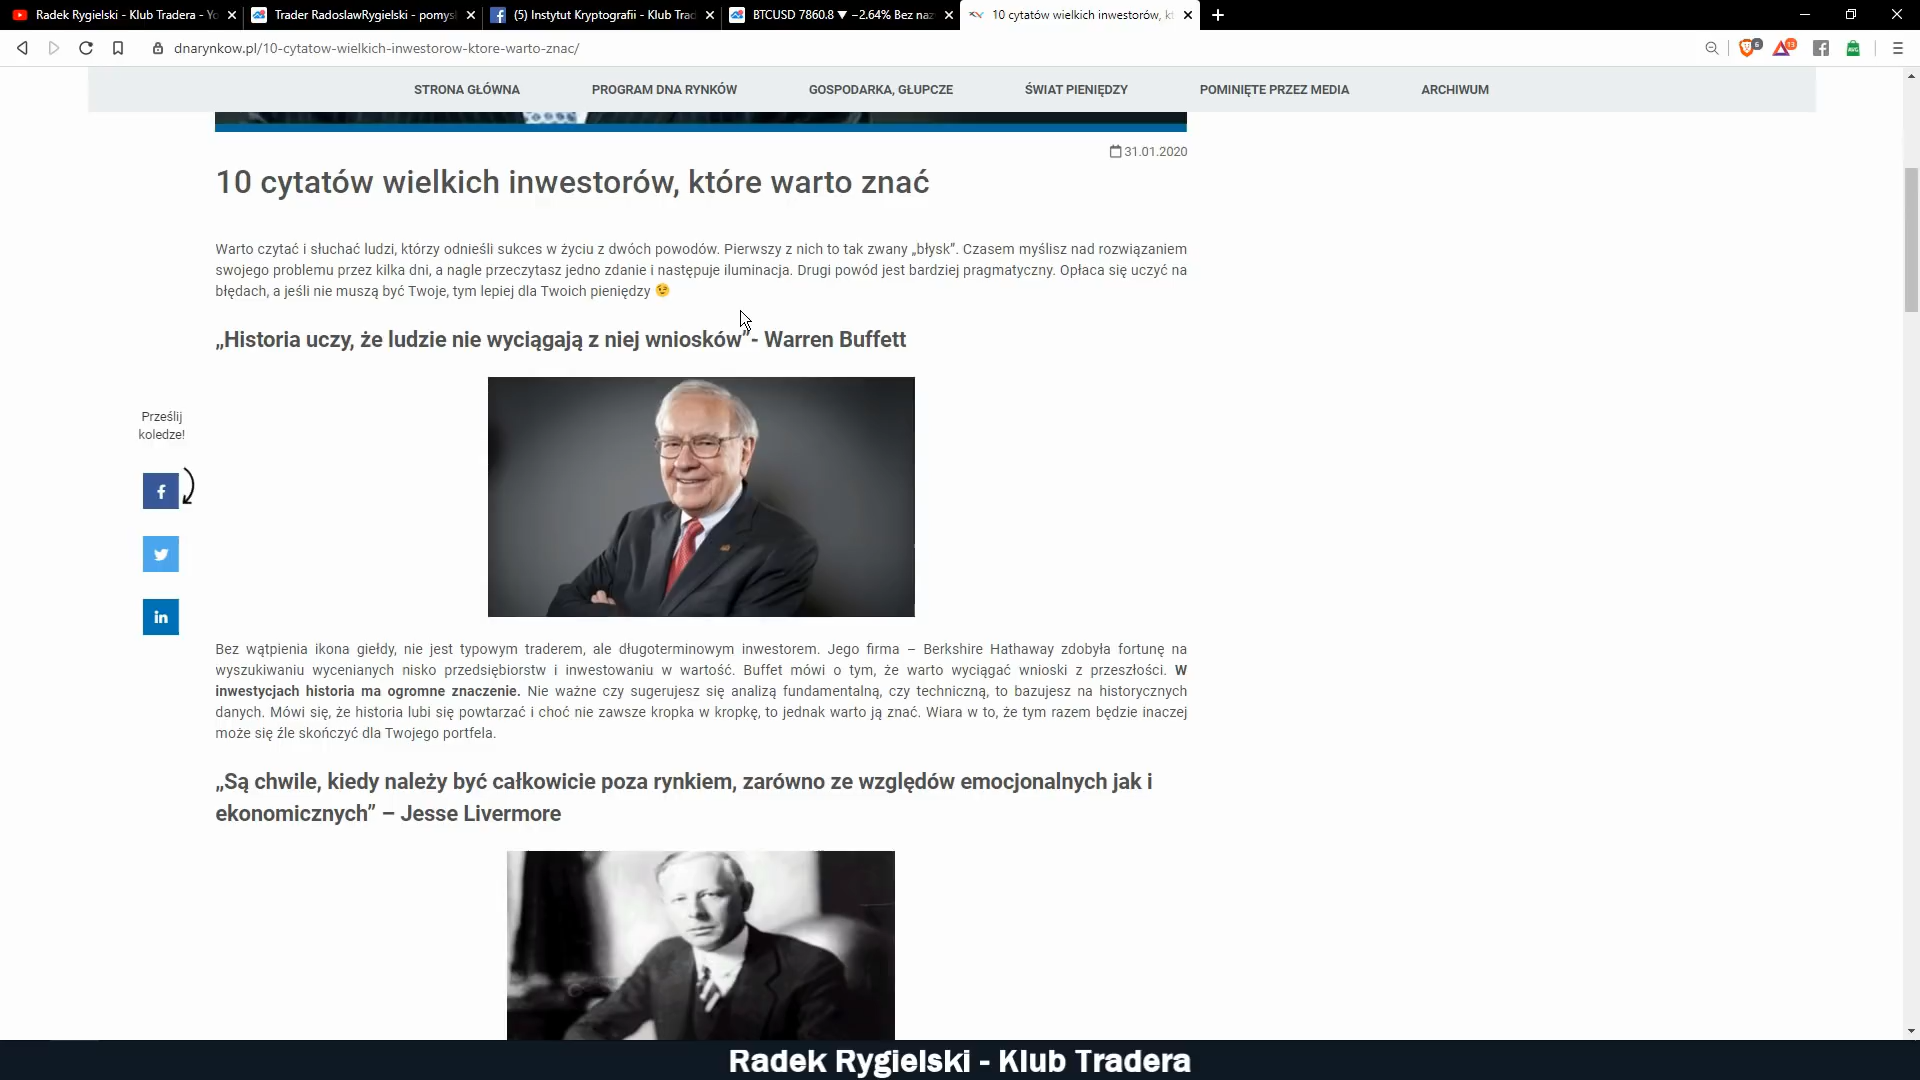 Radek Rygielski - Klub Tradera - Yo
Trader RadoslawRygielski - pomysł
(5) Instytut Kryptografii - Klub Trad
BTCUSD 7860.8 ▼ −2.64% Bez naz
10 cytatów wielkich inwestorów, kt
dnarynkow.pl/10-cytatow-wielkich-inwestorow-ktore-warto-znac/
6
13
STRONA GŁÓWNA
PROGRAM DNA RYNKÓW
GOSPODARKA, GŁUPCZE
ŚWIAT PIENIĘDZY
POMINIĘTE PRZEZ MEDIA
ARCHIWUM
31.01.2020
10 cytatów wielkich inwestorów, które warto znać
Warto czytać i słuchać ludzi, którzy odnieśli sukces w życiu z dwóch powodów. Pierwszy z nich to tak zwany „błysk”. Czasem myślisz nad rozwiązaniem
swojego problemu przez kilka dni, a nagle przeczytasz jedno zdanie i następuje iluminacja. Drugi powód jest bardziej pragmatyczny. Opłaca się uczyć na
błędach, a jeśli nie muszą być Twoje, tym lepiej dla Twoich pieniędzy 😉
„Historia uczy, że ludzie nie wyciągają z niej wniosków”- Warren Buffett
Prześlij
koledze!
Bez wątpienia ikona giełdy, nie jest typowym traderem, ale długoterminowym inwestorem. Jego firma – Berkshire Hathaway zdobyła fortunę na
wyszukiwaniu wycenianych nisko przedsiębiorstw i inwestowaniu w wartość. Buffet mówi o tym, że warto wyciągać wnioski z przeszłości. W
inwestycjach historia ma ogromne znaczenie. Nie ważne czy sugerujesz się analizą fundamentalną, czy techniczną, to bazujesz na historycznych
danych. Mówi się, że historia lubi się powtarzać i choć nie zawsze kropka w kropkę, to jednak warto ją znać. Wiara w to, że tym razem będzie inaczej
może się źle skończyć dla Twojego portfela.
„Są chwile, kiedy należy być całkowicie poza rynkiem, zarówno ze względów emocjonalnych jak i
ekonomicznych” – Jesse Livermore
Radek Rygielski - Klub Tradera